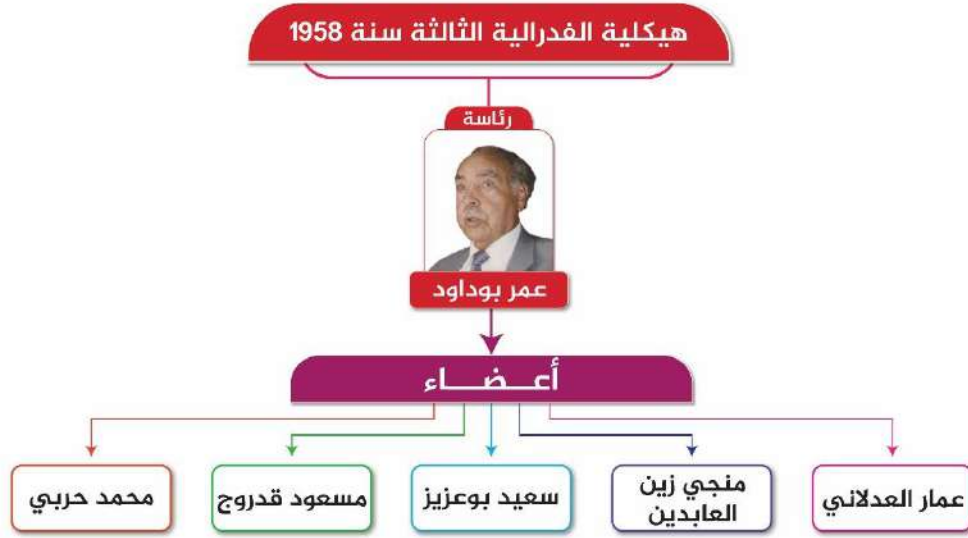 هيكلية الفدرالية الثالثة سنة 1958
رئاسة
عمر بوداود
أعـــضـــاء
عمار العدلاني
منجي زين
العابدين
سعيد بوعزيز
مسعود قدروج
محمد حربي